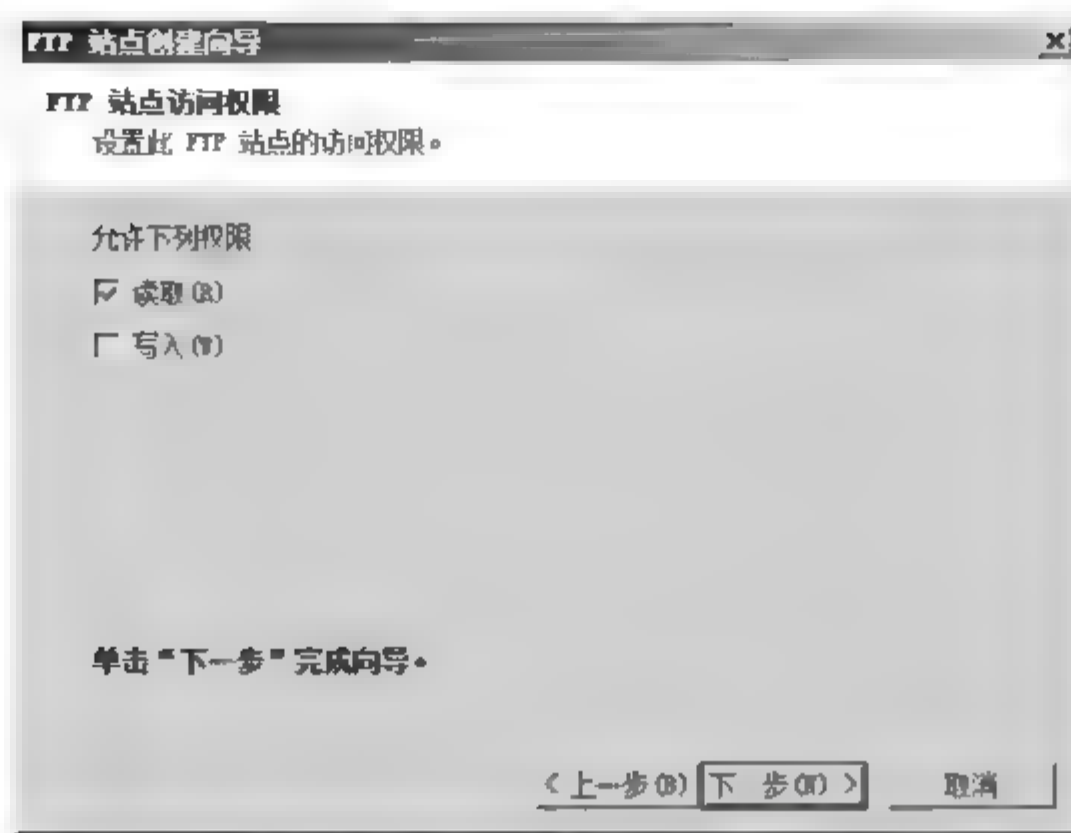 FTP 站点创建向导
FTP 站点访问权限
设置此 FTP 站点的访问权限。
允许下列权限
读取(R)
写入(W)
单击“下一步”完成向导。
<上一步(B) 下一步(N) > 取消